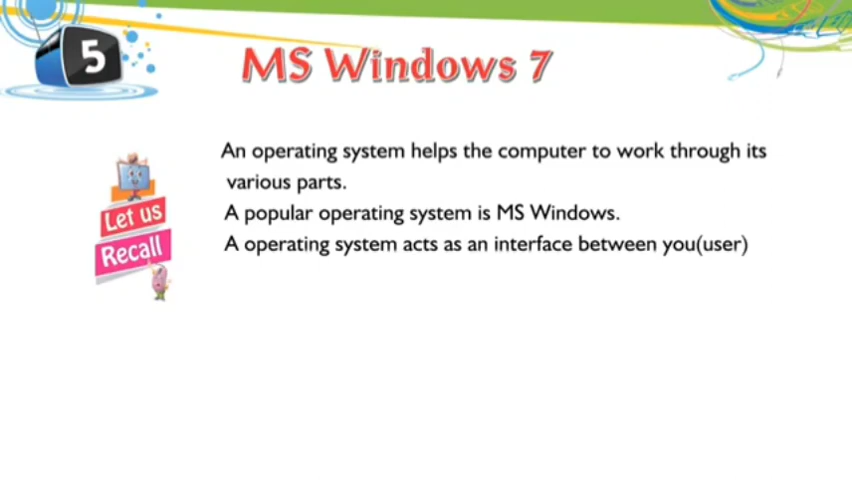 5
MS Windows 7
An operating system helps the computer to work through its
various parts.
A popular operating system is MS Windows.
A operating system acts as an interface between you(user)
Let us
Recall